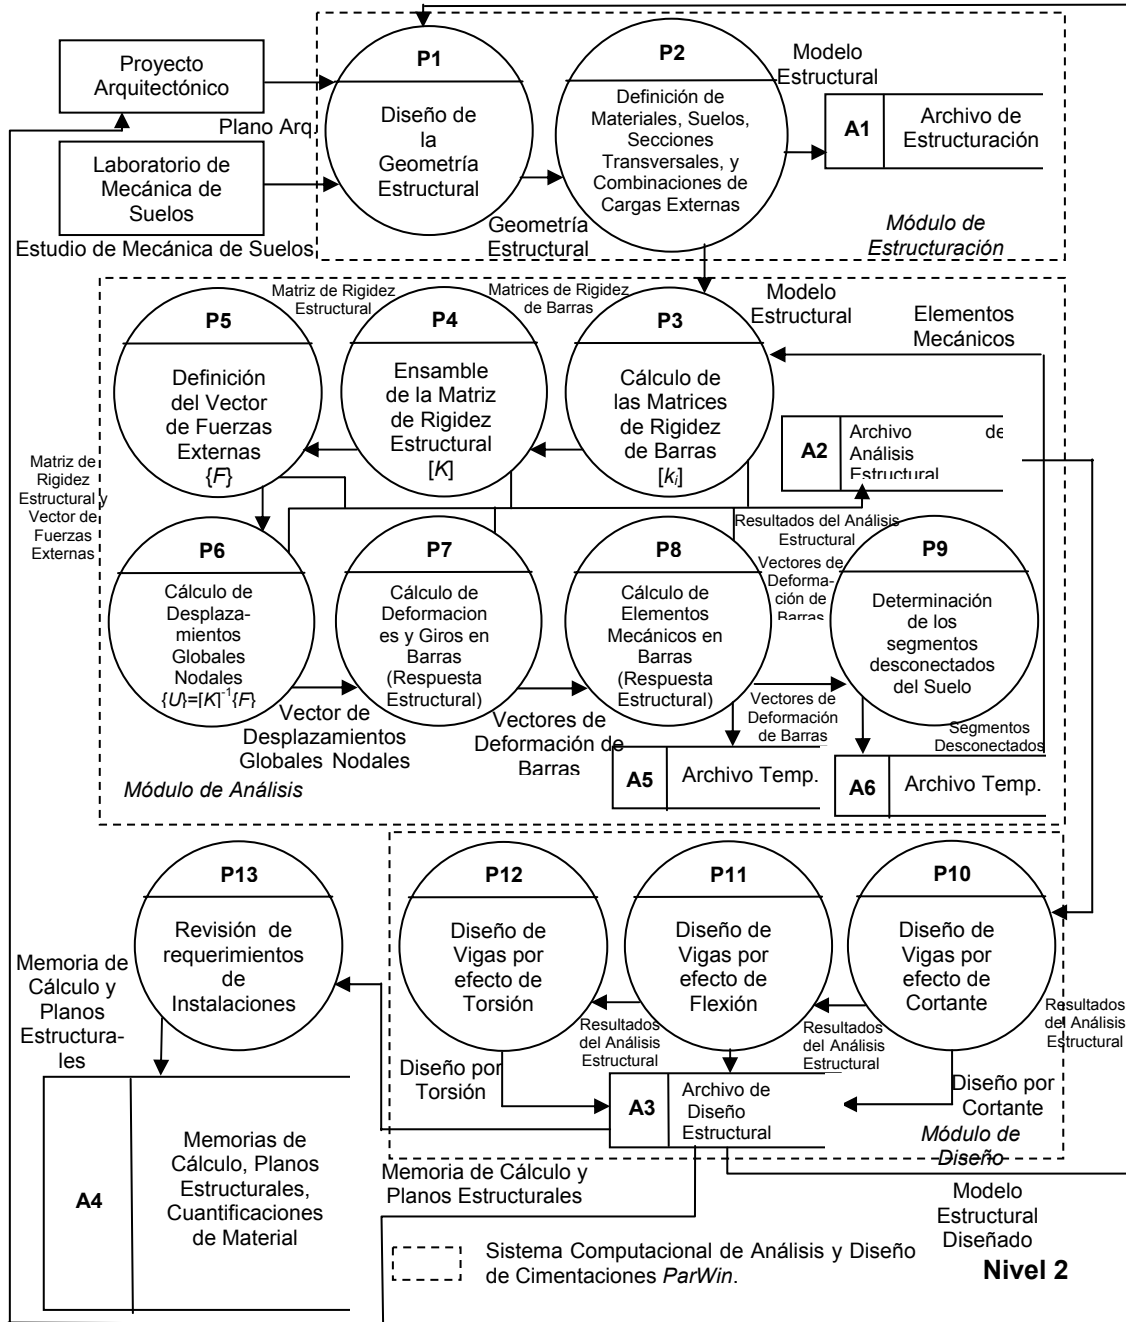 Proyecto
Arquitectónico
Laboratorio de
Mecánica de
Suelos
Estudio de Mecánica de Suelos
Plano Arq.
P1
Diseño de
la
Geometría
Estructural
Geometría
Estructural
P2
Definición de
Materiales, Suelos,
Secciones
Transversales, y
Combinaciones de
Cargas Externas
Modelo
Estructural
A1
Archivo de
Estructuración
Módulo de
Estructuración
Matriz de Rigidez
Estructural
Matrices de Rigidez
de Barras
Modelo
Estructural
Elementos
Mecánicos
P5
Definición
del Vector
de Fuerzas
Externas
{F}
P4
Ensamble
de la Matriz
de Rigidez
Estructural
[K]
P3
Cálculo de
las Matrices
de Rigidez
de Barras
[ki]
A2
Archivo de
Análisis
Estructural
Matriz de
Rigidez
Estructural y
Vector de
Fuerzas
Externas
Resultados del Análisis
Estructural
P6
Cálculo de
Desplaza-
mientos
Globales
Nodales
{U}=[K]-1{F}
P7
Cálculo de
Deformacion
es y Giros en
Barras
(Respuesta
Estructural)
P8
Cálculo de
Elementos
Mecánicos en
Barras
(Respuesta
Estructural)
Vectores de
Deforma-
ción de
Barras
P9
Determinación
de los
segmentos
desconectados
del Suelo
Vector de
Desplazamientos
Globales Nodales
Vectores de
Deformación de
Barras
Vectores de
Deformación
de Barras
Segmentos
Desconectados
A5
Archivo Temp.
A6
Archivo Temp.
Módulo de Análisis
P13
Revisión de
requerimientos
de
Instalaciones
P12
Diseño de
Vigas por
efecto de
Torsión
P11
Diseño de
Vigas por
efecto de
Flexión
P10
Diseño de
Vigas por
efecto de
Cortante
Memoria de
Cálculo y
Planos
Estructura-
les
Resultados
del Análisis
Estructural
Resultados
del Análisis
Estructural
Resultados
del Análisis
Estructural
Diseño por
Torsión
A3
Archivo de
Diseño
Estructural
Diseño por
Cortante
Módulo de
Diseño
A4
Memorias de
Cálculo, Planos
Estructurales,
Cuantificaciones
de Material
Memoria de Cálculo y
Planos Estructurales
Modelo
Estructural
Diseñado
Sistema Computacional de Análisis y Diseño
de Cimentaciones ParWin.
Nivel 2